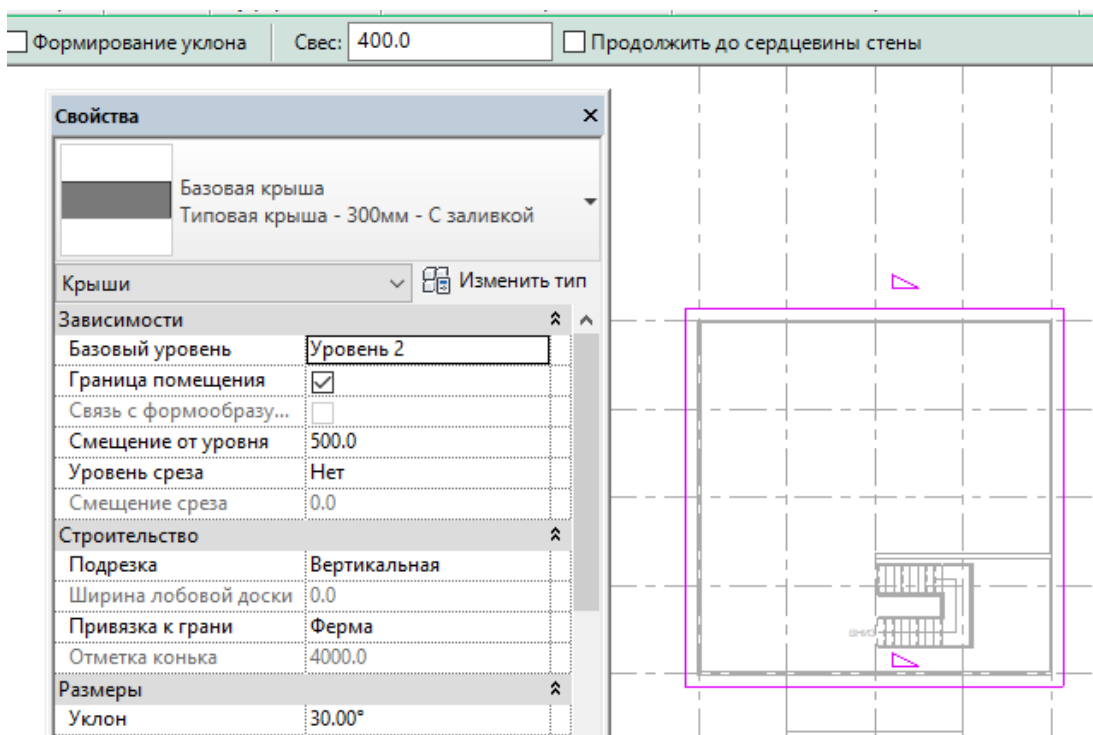 Формирование уклона Свес: 400.0 Продолжить до сердцевины стены
Свойства
Базовая крыша
Типовая крыша - 300мм - С заливкой
Крыши Изменить тип
Зависимости
Базовый уровень Уровень 2
Граница помещения
Связь с формообразу...
Смещение от уровня 500.0
Уровень среза Нет
Смещение среза 0.0
Строительство
Подрезка Вертикальная
Ширина лобовой доски 0.0
Привязка к грани Ферма
Отметка конька 4000.0
Размеры
Уклон 30.00°
вниз